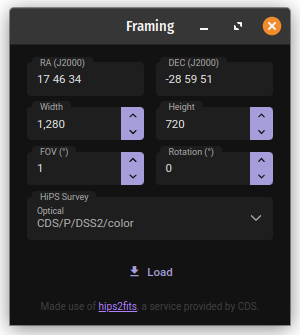 Framing
RA (J2000)
17 46 34
DEC (J2000)
-28 59 51
Width
1,280
Height
720
FOV (°)
1
Rotation (°)
0
HiPS Survey
Optical
CDS/P/DSS2/color
Load
Made use of hips2fits, a service provided by CDS.